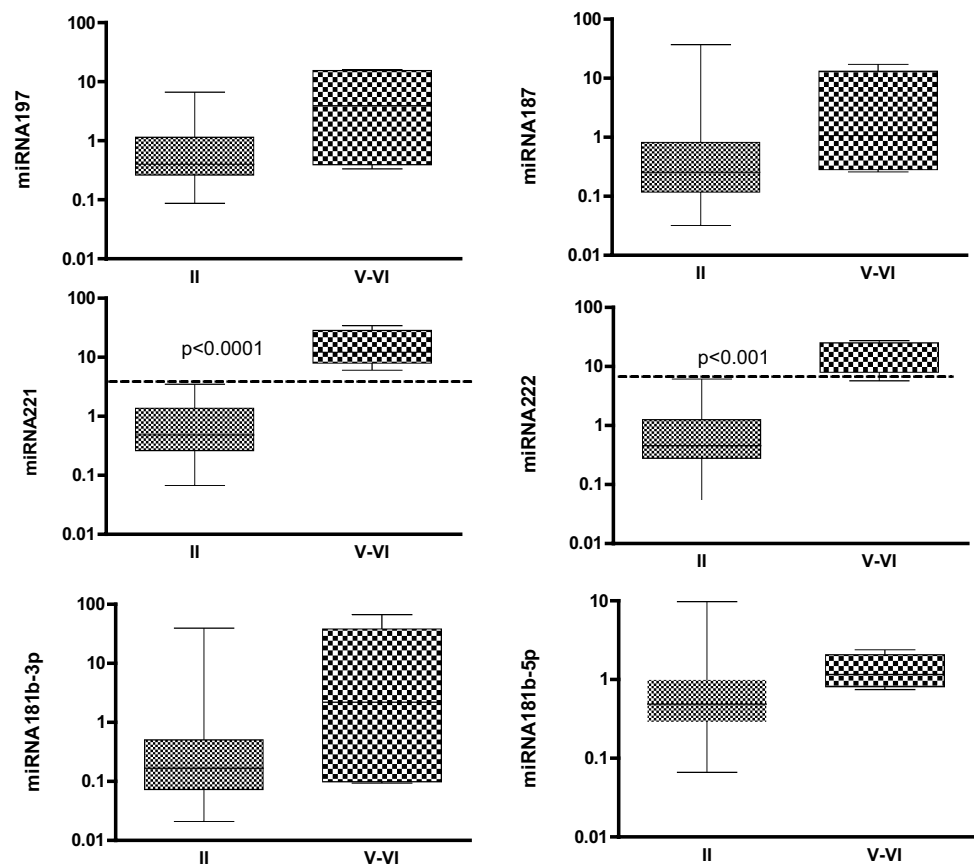 miRNA197
100
10
1
0.1
0.01
II
V-VI
miRNA187
100
10
1
0.1
0.01
II
V-VI
miRNA221
100
10
1
0.1
0.01
p<0.0001
II
V-VI
miRNA222
100
10
1
0.1
0.01
p<0.001
II
V-VI
miRNA181b-3p
100
10
1
0.1
0.01
II
V-VI
miRNA181b-5p
10
1
0.1
0.01
II
V-VI